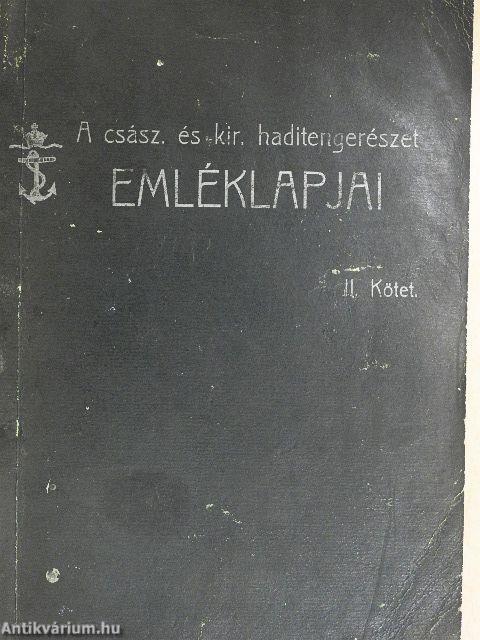 A csász. és kir. haditengerészet
EMLÉKLAPJAI
II. Kötet.
Antikvárium.hu